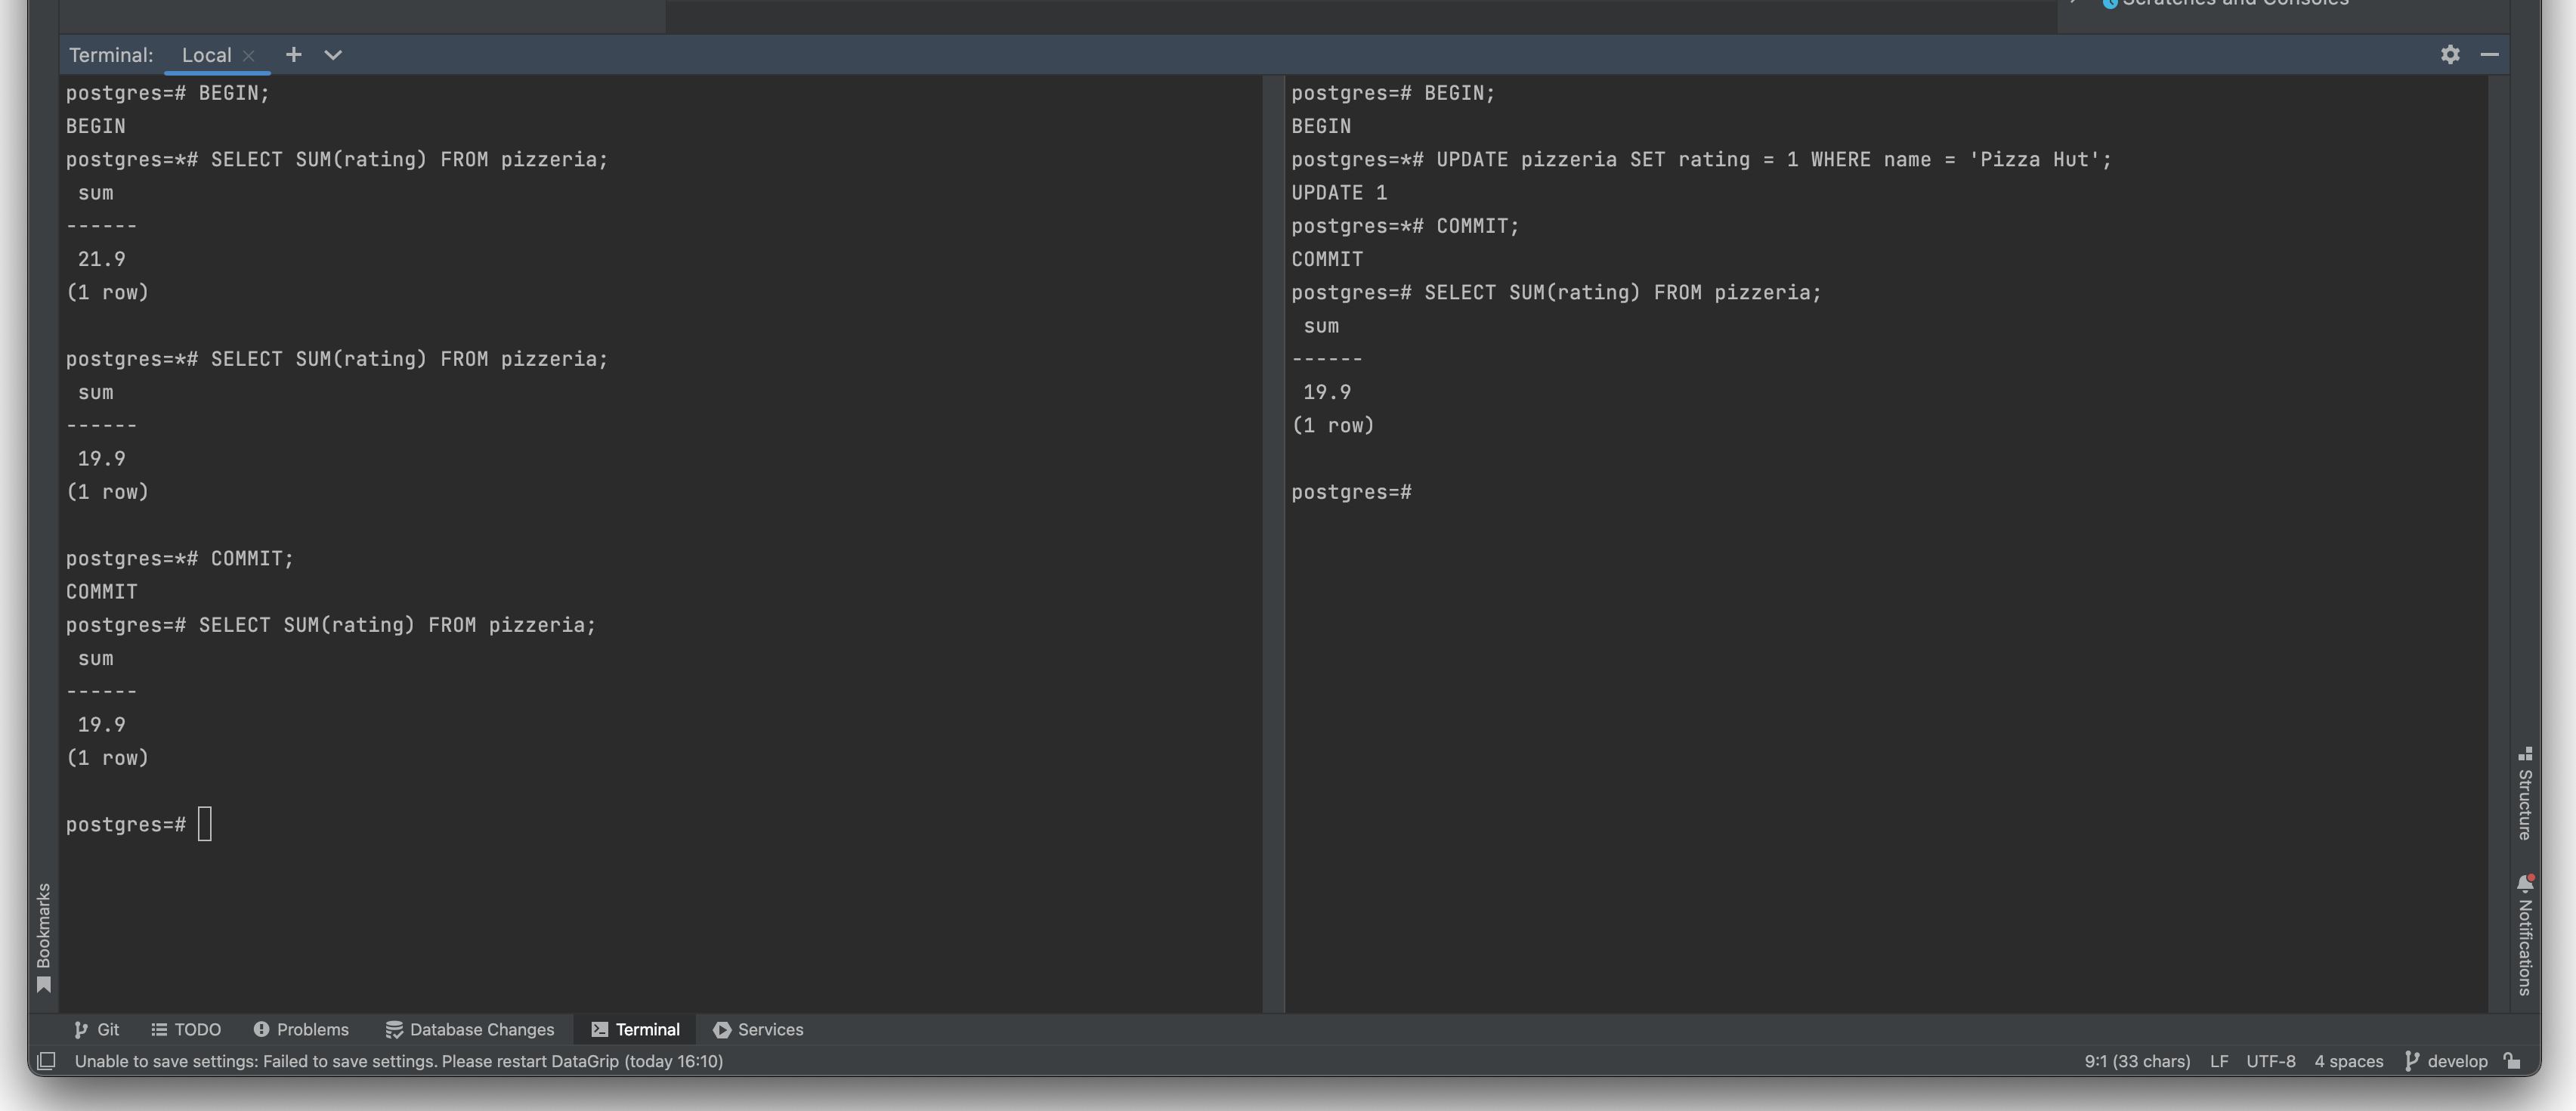 Scratches and Consoles
Terminal: Local
postgres=# BEGIN;
BEGIN
postgres=*# SELECT SUM(rating) FROM pizzeria;
sum
------
21.9
(1 row)
postgres=*# SELECT SUM(rating) FROM pizzeria;
sum
------
19.9
(1 row)
postgres=*# COMMIT;
COMMIT
postgres=# SELECT SUM(rating) FROM pizzeria;
sum
------
19.9
(1 row)
postgres=#
postgres=# BEGIN;
BEGIN
postgres=*# UPDATE pizzeria SET rating = 1 WHERE name = 'Pizza Hut';
UPDATE 1
postgres=*# COMMIT;
COMMIT
postgres=# SELECT SUM(rating) FROM pizzeria;
sum
------
19.9
(1 row)
postgres=#
Structure
Notifications
Bookmarks
Git TODO Problems Database Changes Terminal Services
Unable to save settings: Failed to save settings. Please restart DataGrip (today 16:10)
9:1 (33 chars) LF UTF-8 4 spaces develop